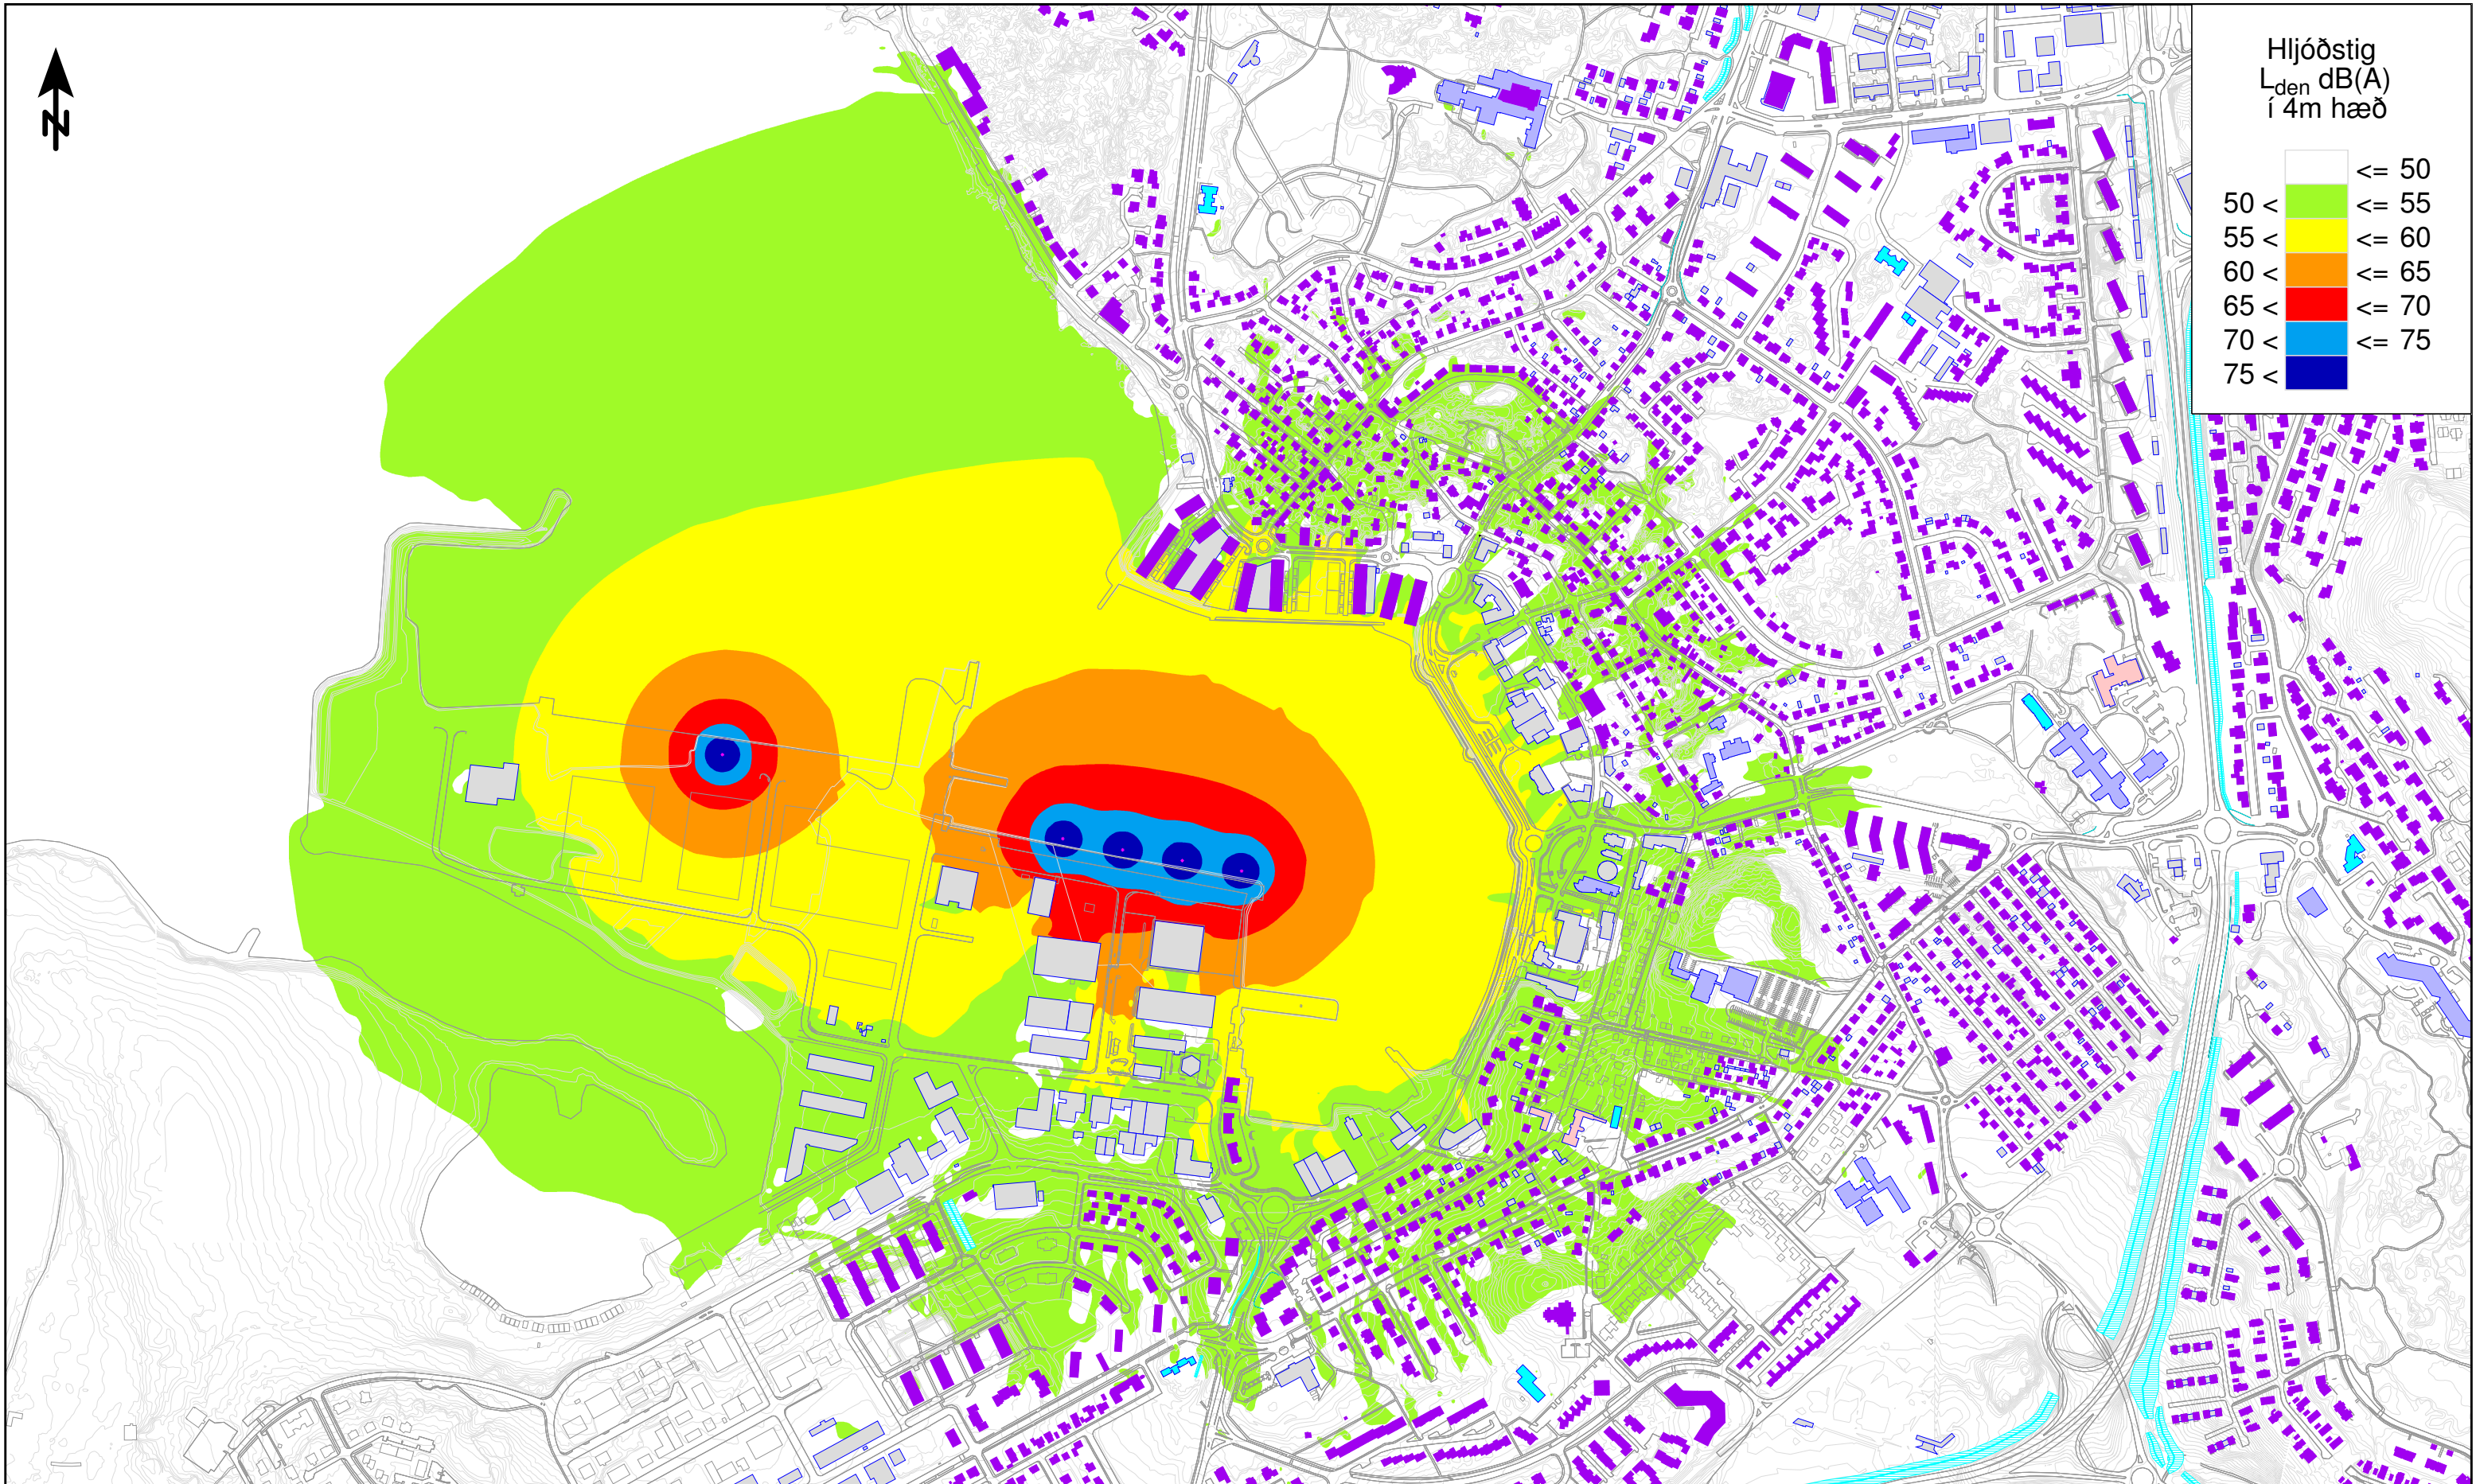 N
Hljóðstig
Lden dB(A)
í 4m hæð
<= 50
50 < <= 55
55 < <= 60
60 < <= 65
65 < <= 70
70 < <= 75
75 <